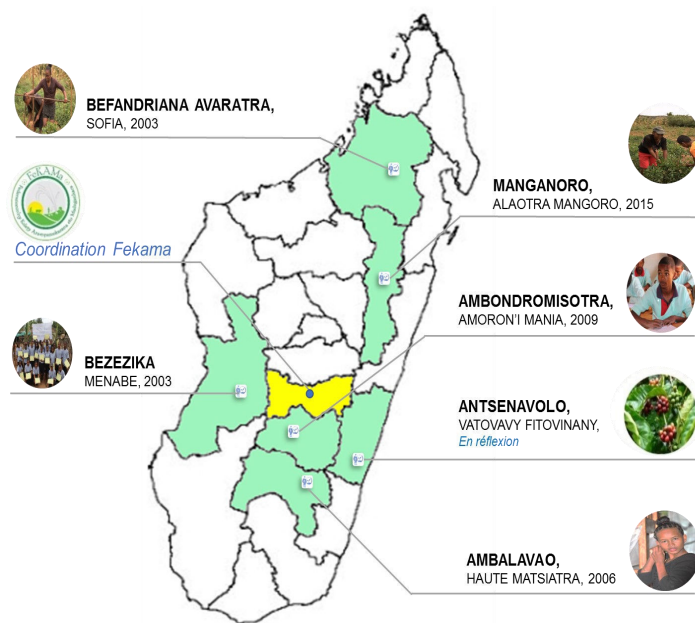 BEFANDRIANA AVARATRA,
SOFIA, 2003
FeKAMa
Coordination Fekama
MANGANORO,
ALAOTRA MANGORO, 2015
AMBONDROMISOTRA,
AMORON'I MANIA, 2009
BEZEZIKA
MENABE, 2003
ANTSENAVOLO,
VATOVAVY FITOVINANY,
En réflexion
AMBALAVAO,
HAUTE MATSIATRA, 2006